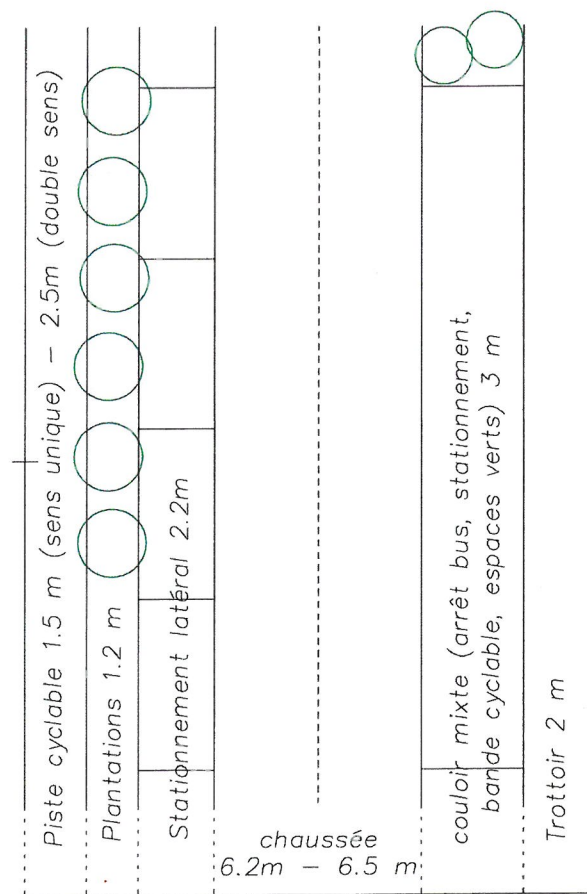 Piste cyclable 1.5 m (sens unique) – 2.5m (double sens)
Plantations 1.2 m
Stationnement latéral 2.2m
chaussée
6.2m – 6.5 m
couloir mixte (arrêt bus, stationnement,
bande cyclable, espaces verts) 3 m
Trottoir 2 m